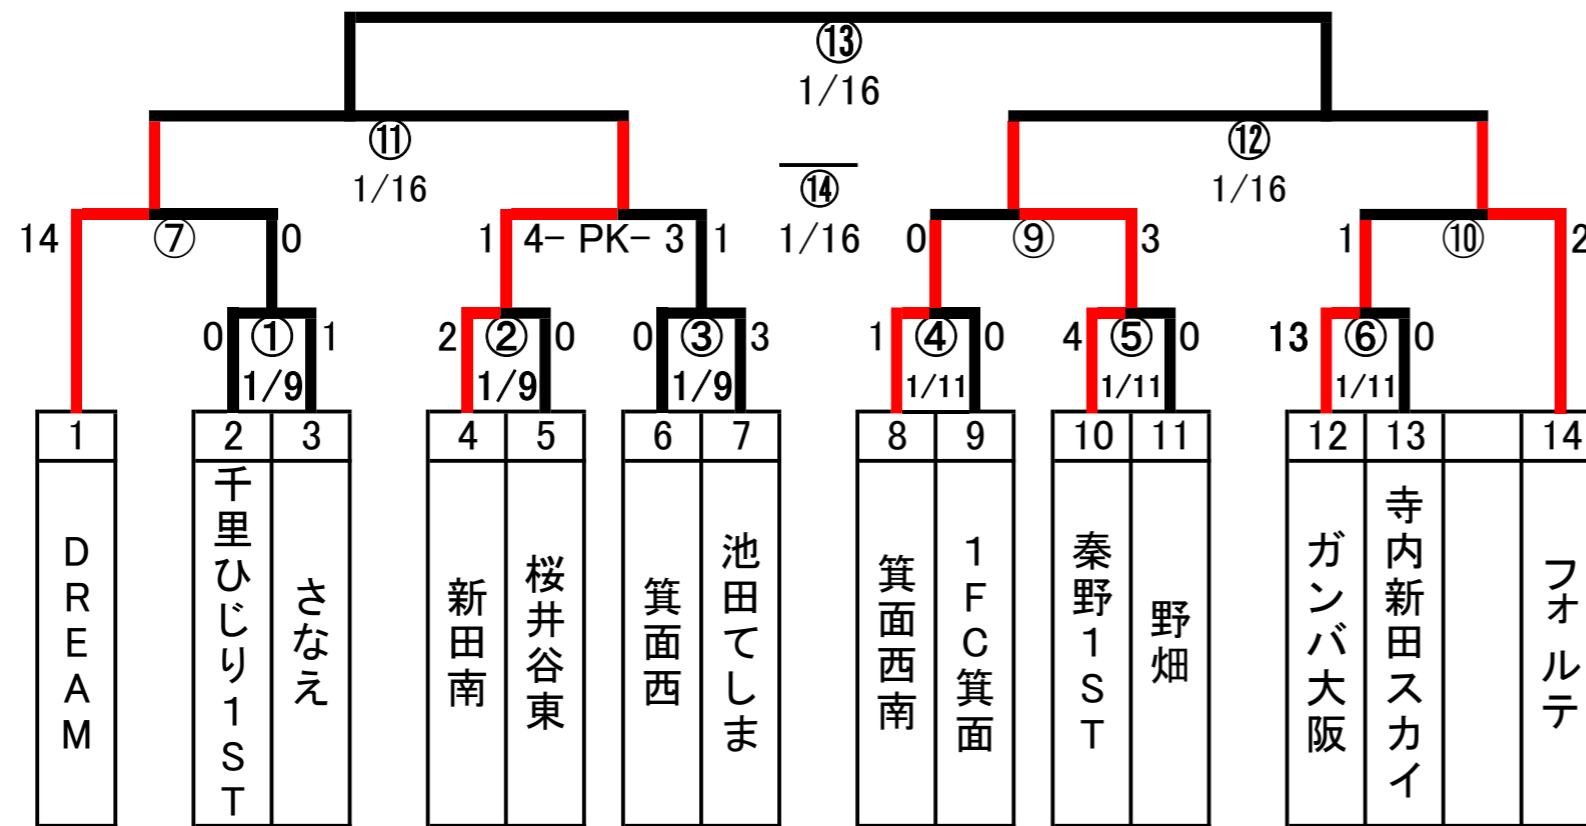 ⑬
1/16
⑪
1/16
⑫
1/16
⑭
1/16
14 ⑦ 0
1 4- PK- 3 1
0 ⑨ 3
1 ⑩ 2
0 ① 1
1/9
2 ② 0
1/9
0 ③ 3
1/9
1 ④ 0
1/11
4 ⑤ 0
1/11
13 ⑥ 0
1/11
1 2 3 4 5 6 7 8 9 10 11 12 13 14
DREAM
千里ひじり1ST
さなえ
新田南
桜井谷東
箕面西
池田てしま
箕面西南
1FC箕面
秦野1ST
野畑
ガンバ大阪
寺内新田スカイ
フォルテ